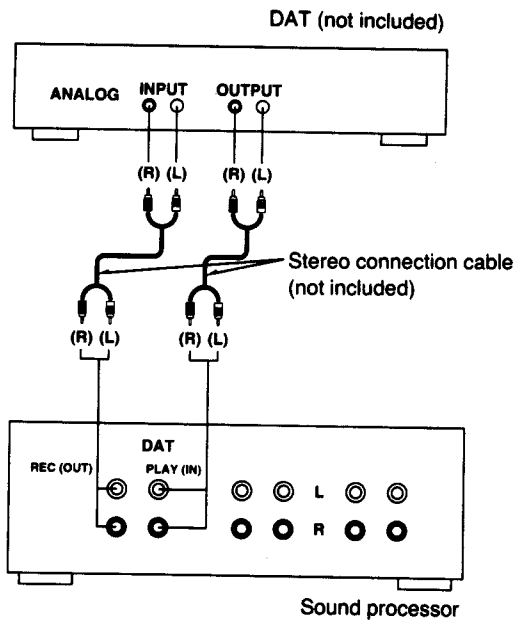 DAT (not included)
ANALOG INPUT OUTPUT
(R) (L) (R) (L)
Stereo connection cable
(not included)
(R) (L) (R) (L)
DAT
REC (OUT) PLAY (IN)
L
R
Sound processor